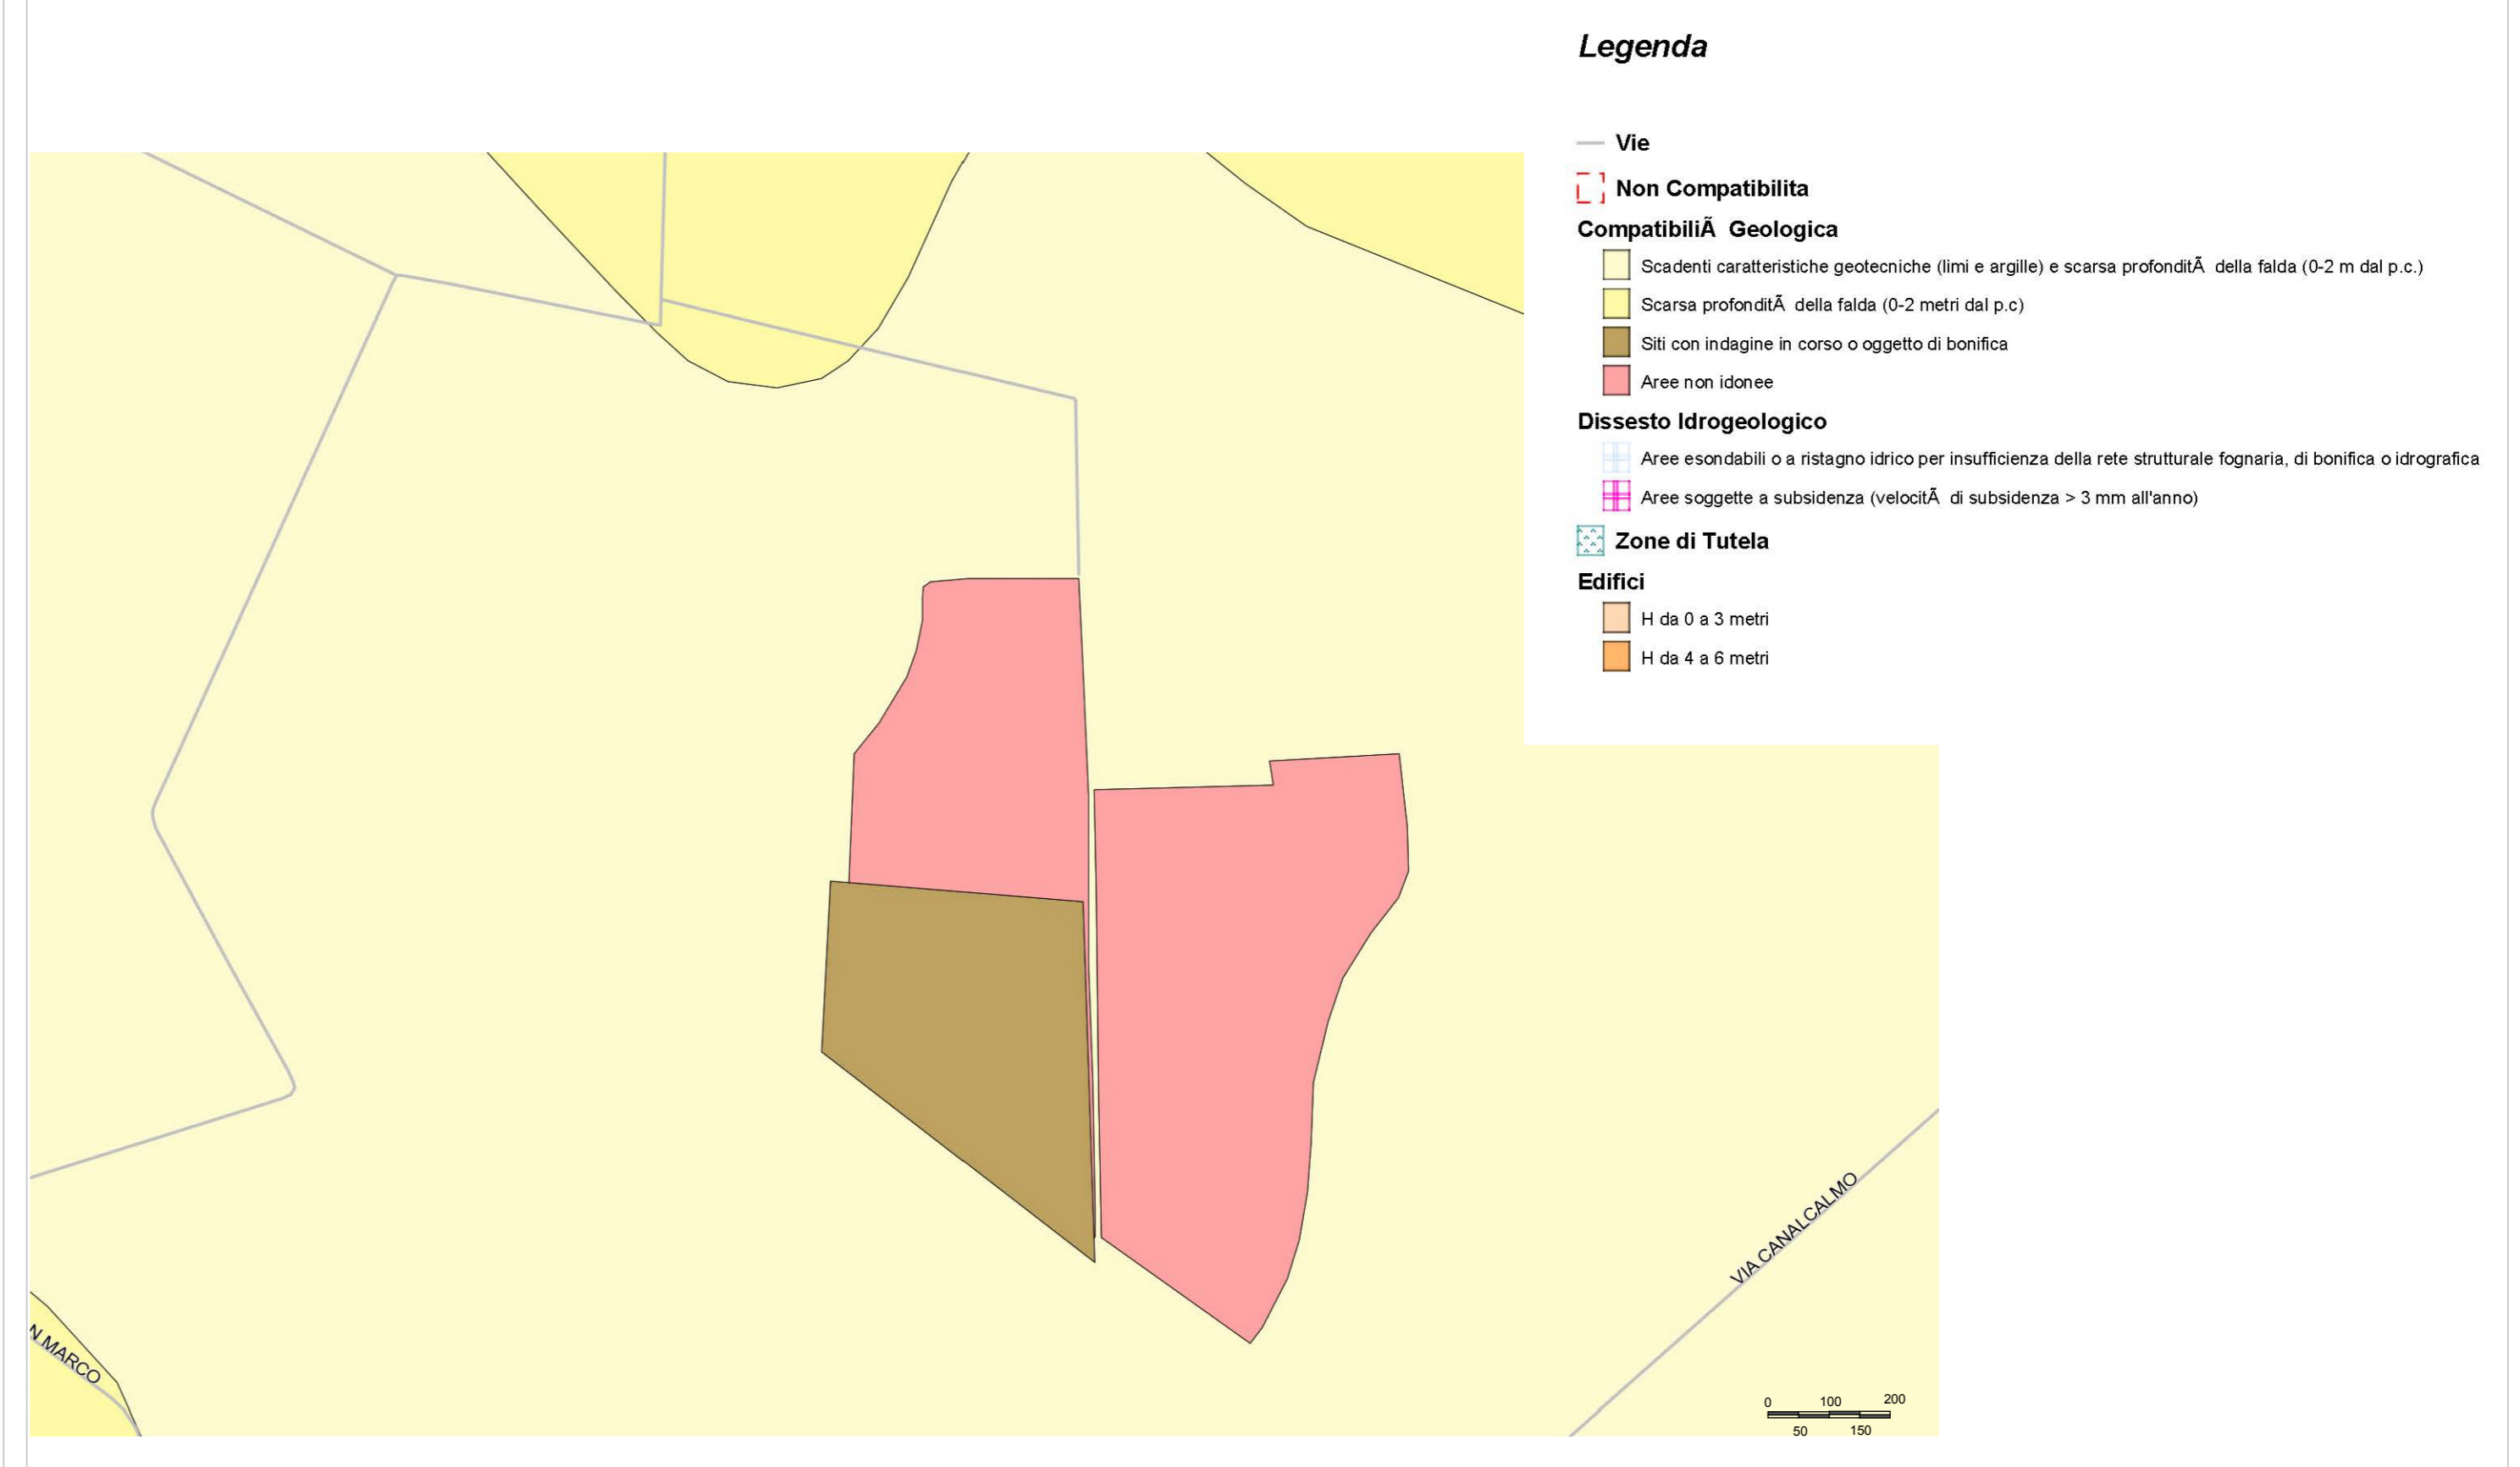 Legenda
Vie
Non Compatibilita
CompatibiliÃ Geologica
Scadenti caratteristiche geotecniche (limi e argille) e scarsa profonditÃ della falda (0-2 m dal p.c.)
Scarsa profonditÃ della falda (0-2 metri dal p.c)
Siti con indagine in corso o oggetto di bonifica
Aree non idonee
Dissesto Idrogeologico
Aree esondabili o a ristagno idrico per insufficienza della rete strutturale fognaria, di bonifica o idrografica
Aree soggette a subsidenza (velocitÃ di subsidenza > 3 mm all'anno)
Zone di Tutela
Edifici
H da 0 a 3 metri
H da 4 a 6 metri
VIA CANALCALMO
N MARCO
0 100 200
50 150